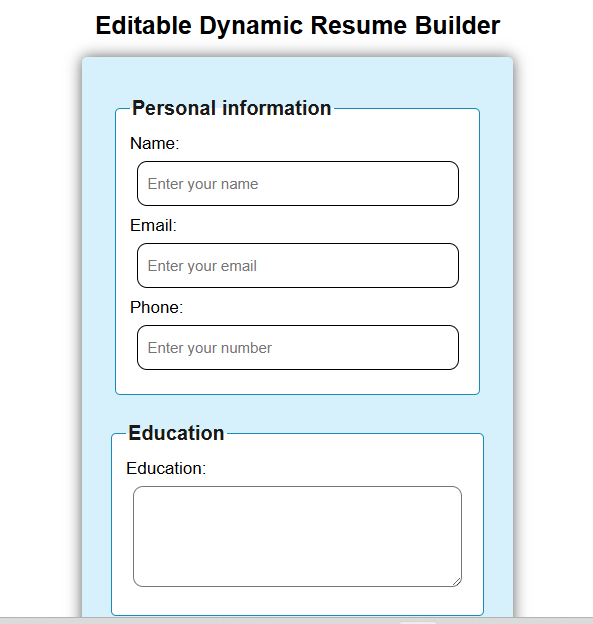 Editable Dynamic Resume Builder
Personal information
Name:
Enter your name
Email:
Enter your email
Phone:
Enter your number
Education
Education: